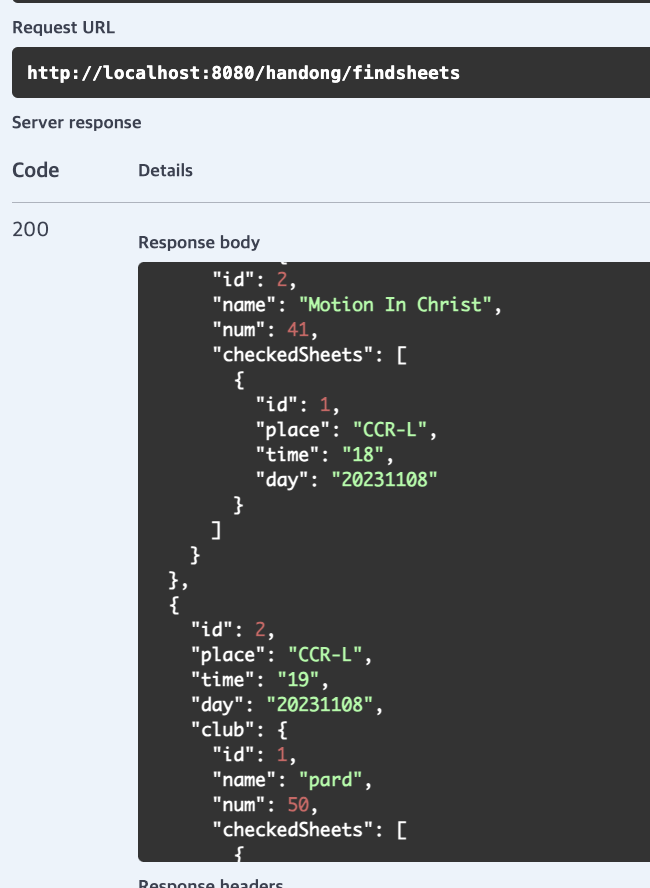 Request URL
http://localhost:8080/handong/findsheets
Server response
Code Details
200
Response body
{
"id": 2,
"name": "Motion In Christ",
"num": 41,
"checkedSheets": [
{
"id": 1,
"place": "CCR-L",
"time": "18",
"day": "20231108"
}
]
}
},
{
"id": 2,
"place": "CCR-L",
"time": "19",
"day": "20231108",
"club": {
"id": 1,
"name": "pard",
"num": 50,
"checkedSheets": [
{
Response headers